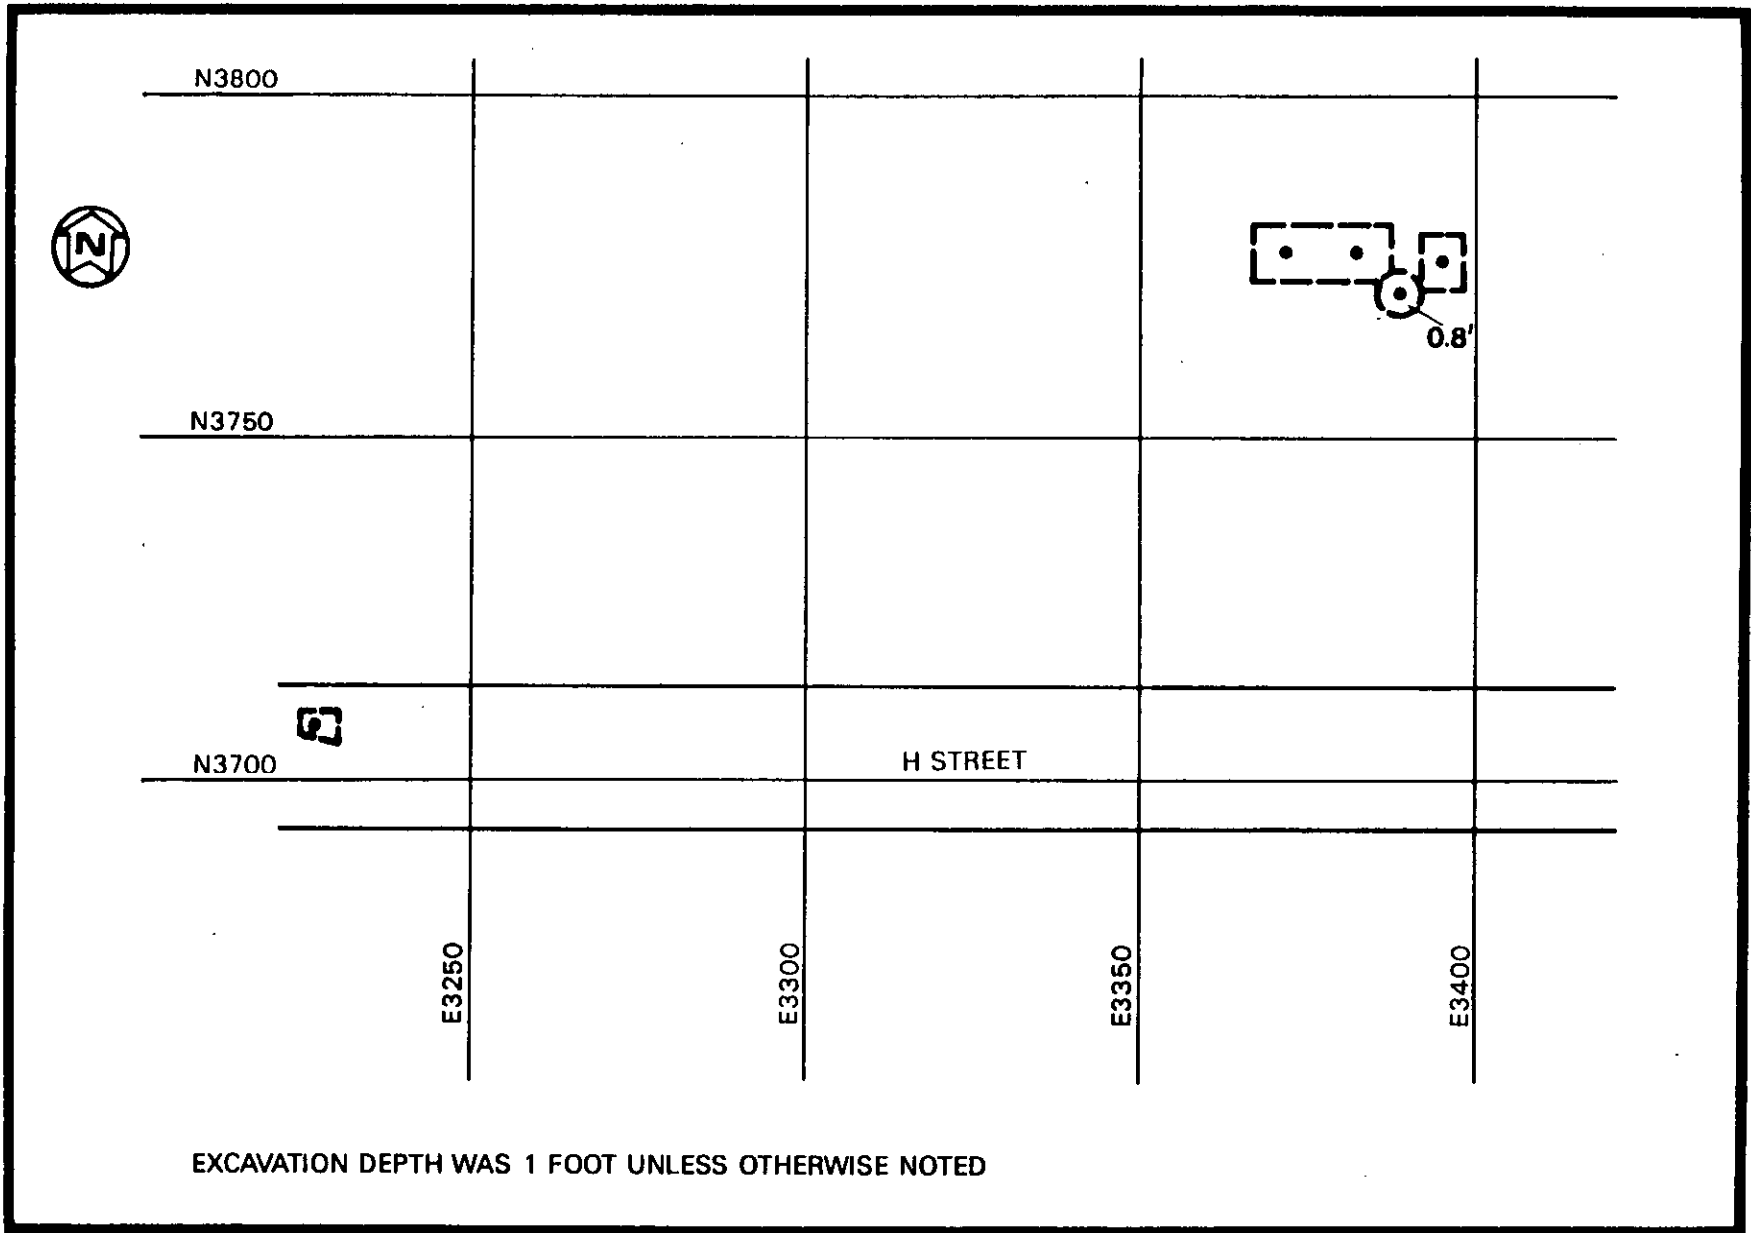 N3800
N
0.8'
N3750
N3700
H STREET
E3250
E3300
E3350
E3400
EXCAVATION DEPTH WAS 1 FOOT UNLESS OTHERWISE NOTED